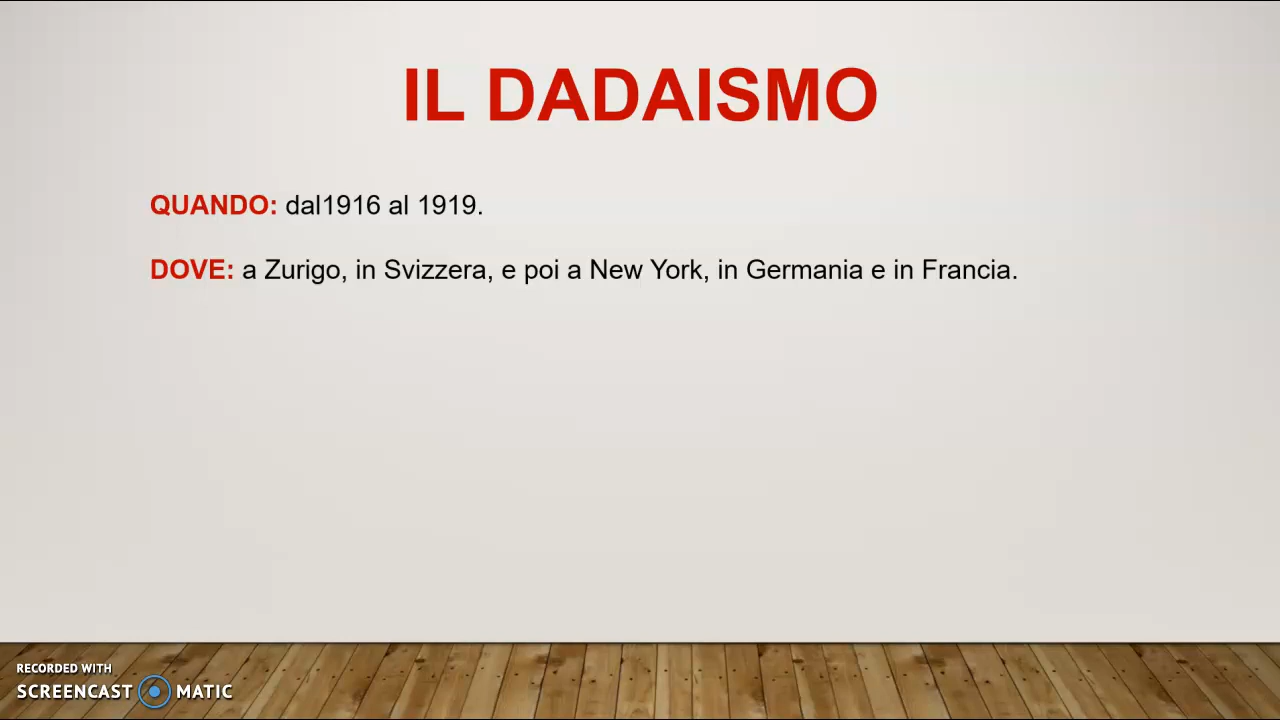 IL DADAISMO
QUANDO: dal1916 al 1919.
DOVE: a Zurigo, in Svizzera, e poi a New York, in Germania e in Francia.
RECORDED WITH
SCREENCAST MATIC